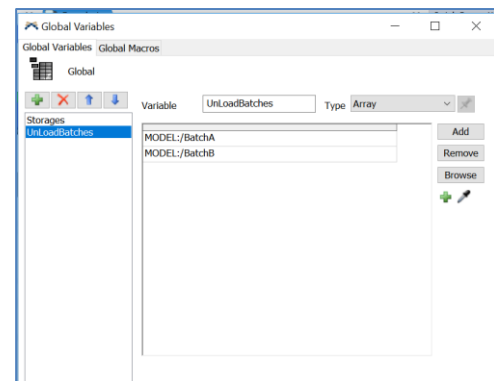 Global Variables
Global Variables Global Macros
Global
Variable UnLoadBatches Type Array
Storages
UnLoadBatches
MODEL:/BatchA
MODEL:/BatchB
Add
Remove
Browse